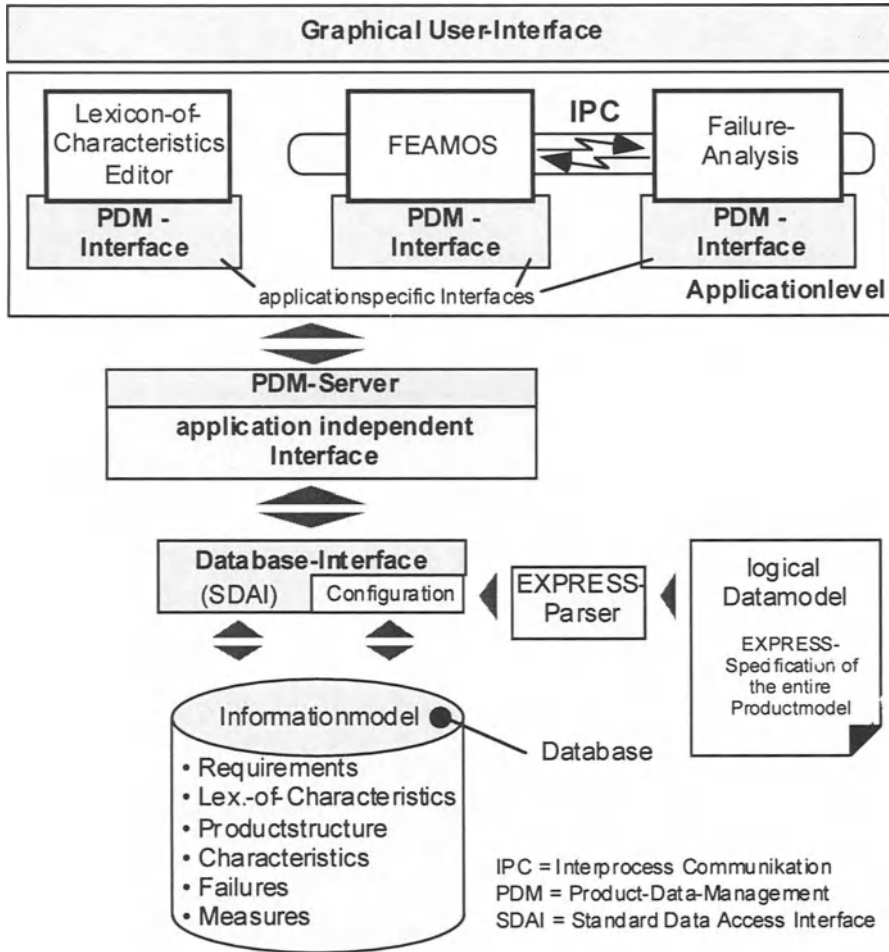 Graphical User-Interface
Lexicon-of-
Characteristics
Editor
FEAMOS
IPC
Failure-
Analysis
PDM -
Interface
PDM -
Interface
PDM -
Interface
applicationspecific Interfaces
Applicationlevel
PDM-Server
application independent
Interface
Database-Interface
(SDAI)
Configuration
EXPRESS-
Parser
logical
Datamodel
EXPRESS-
Spedification of
the entire
Productmodel
Informationmodel
Database
• Requirements
• Lex.-of-Characteristics
• Productstructure
• Characteristics
• Failures
• Measures
IPC = Interprocess Communikation
PDM = Product-Data-Management
SDAI = Standard Data Access Interface